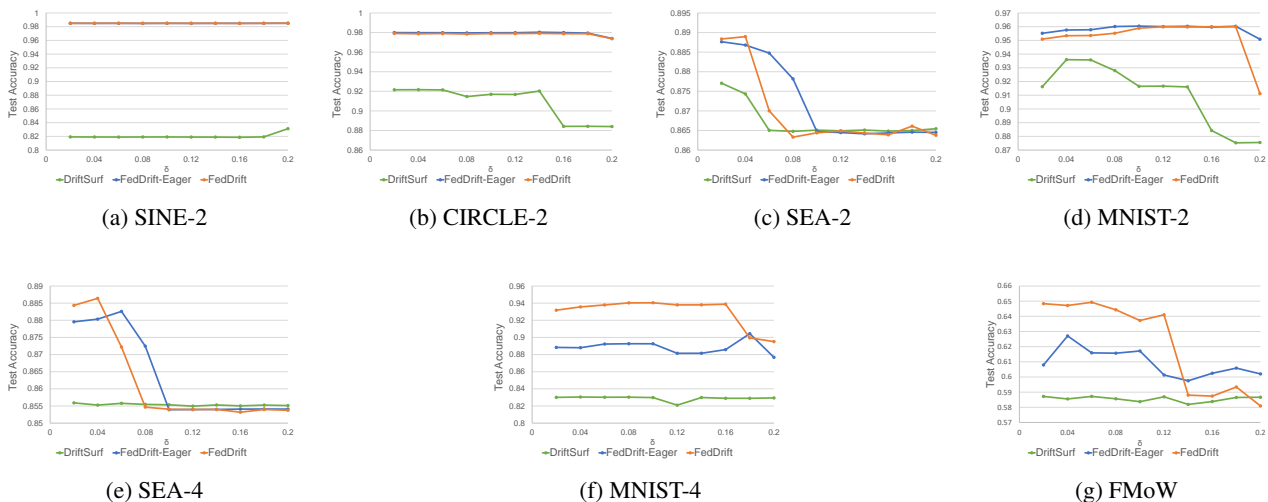 1
0.98
0.96
0.94
0.92
0.9
0.88
0.86
0.84
0.82
0.8
Test Accuracy
0 0.04 0.08 0.12 0.16 0.2
δ
DriftSurf FedDrift-Eager FedDrift
(a) SINE-2
1
0.98
0.96
0.94
0.92
0.9
0.88
0.86
Test Accuracy
0 0.04 0.08 0.12 0.16 0.2
δ
DriftSurf FedDrift-Eager FedDrift
(b) CIRCLE-2
0.895
0.89
0.885
0.88
0.875
0.87
0.865
0.86
Test Accuracy
0 0.04 0.08 0.12 0.16 0.2
δ
DriftSurf FedDrift-Eager FedDrift
(c) SEA-2
0.97
0.96
0.95
0.94
0.93
0.92
0.91
0.9
0.89
0.88
0.87
Test Accuracy
0 0.04 0.08 0.12 0.16 0.2
δ
DriftSurf FedDrift-Eager FedDrift
(d) MNIST-2
0.89
0.885
0.88
0.875
0.87
0.865
0.86
0.855
0.85
Test Accuracy
0 0.04 0.08 0.12 0.16 0.2
δ
DriftSurf FedDrift-Eager FedDrift
(e) SEA-4
0.96
0.94
0.92
0.9
0.88
0.86
0.84
0.82
0.8
Test Accuracy
0 0.04 0.08 0.12 0.16 0.2
δ
DriftSurf FedDrift-Eager FedDrift
(f) MNIST-4
0.66
0.65
0.64
0.63
0.62
0.61
0.6
0.59
0.58
0.57
Test Accuracy
0 0.04 0.08 0.12 0.16 0.2
δ
DriftSurf FedDrift-Eager FedDrift
(g) FMoW